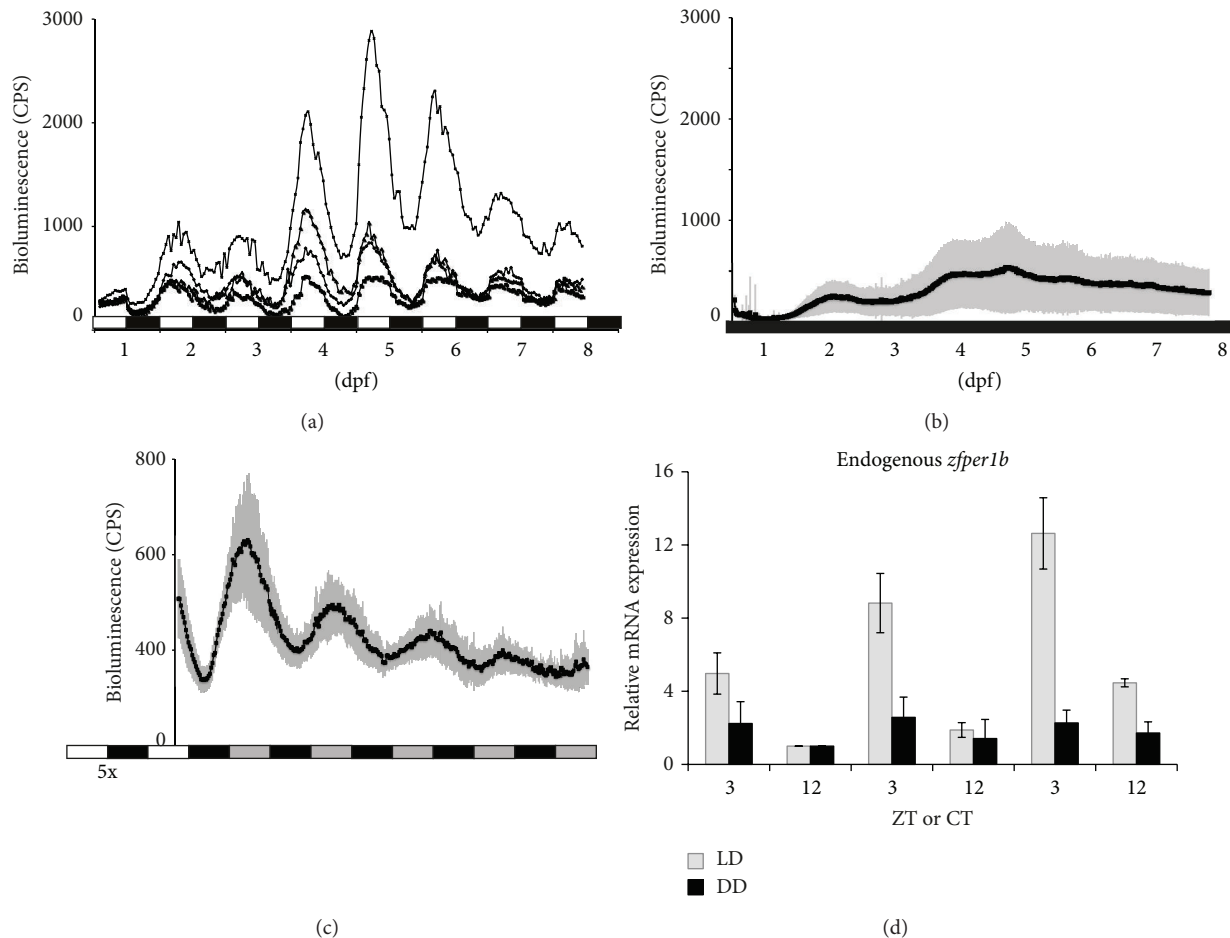 3000
2000
1000
0
Bioluminescence (CPS)
1 2 3 4 5 6 7 8
(dpf)
(a)
3000
2000
1000
0
Bioluminescence (CPS)
1 2 3 4 5 6 7 8
(dpf)
(b)
800
600
400
0
Bioluminescence (CPS)
5x
(c)
Endogenous zfper1b
16
12
8
4
0
Relative mRNA expression
3 12 3 12 3 12
ZT or CT
LD
DD
(d)